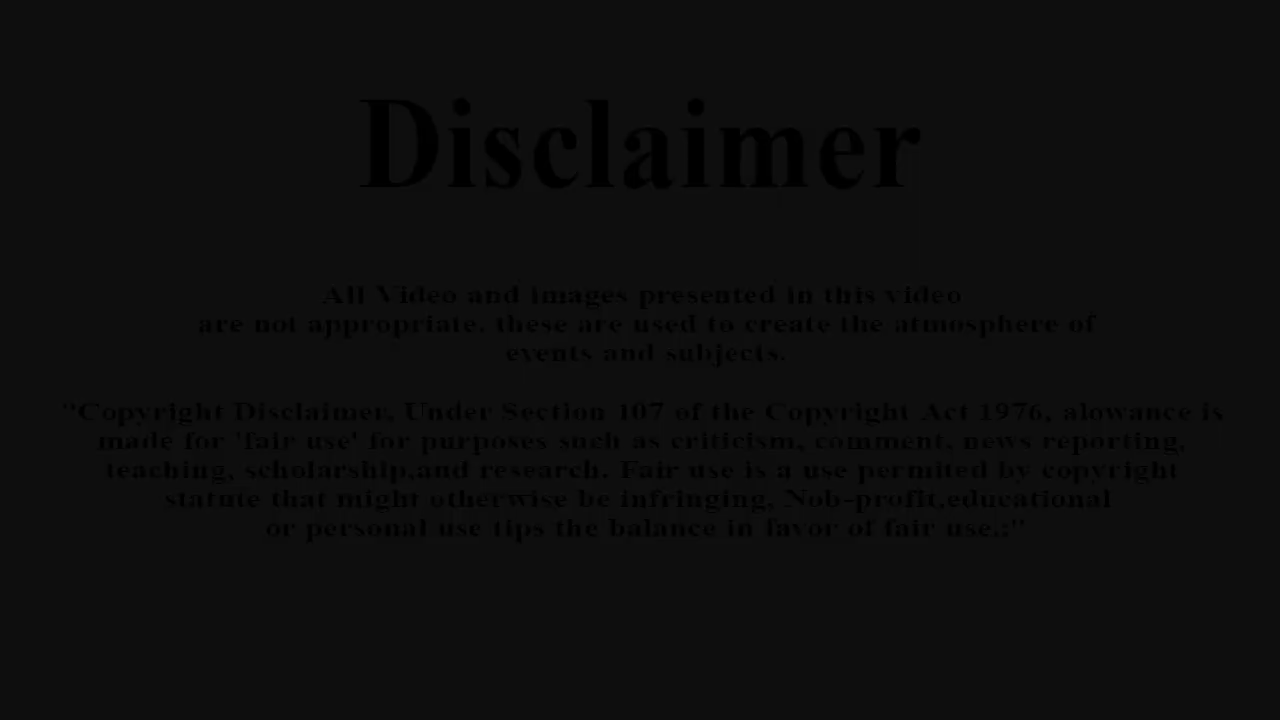 Disclaimer
All Video and images presented in this video
are not appropriate. these are used to create the atmosphere of
events and subjects.
"Copyright Disclaimer, Under Section 107 of the Copyright Act 1976, alowance is
made for 'fair use' for purposes such as criticism, comment, news reporting,
teaching, scholarship,and research. Fair use is a use permited by copyright
statute that might otherwise be infringing, Nob-profit,educational
or personal use tips the balance in favor of fair use.:"